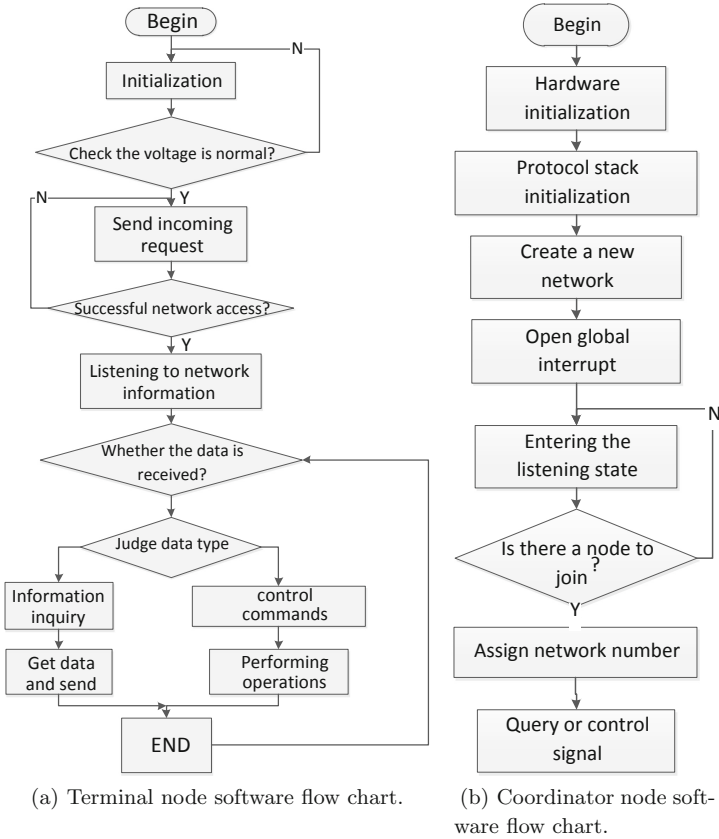 Begin
N
Initialization
Check the voltage is normal?
N
Y
Send incoming
request
Successful network access?
Y
Listening to network
information
Whether the data is
received?
Judge data type
Information
inquiry
control
commands
Get data
and send
Performing
operations
END
(a) Terminal node software flow chart.
Begin
Hardware
initialization
Protocol stack
initialization
Create a new
network
Open global
interrupt
N
Entering the
listening state
Is there a node to
join ?
Y
Assign network number
Query or control
signal
(b) Coordinator node soft-
ware flow chart.